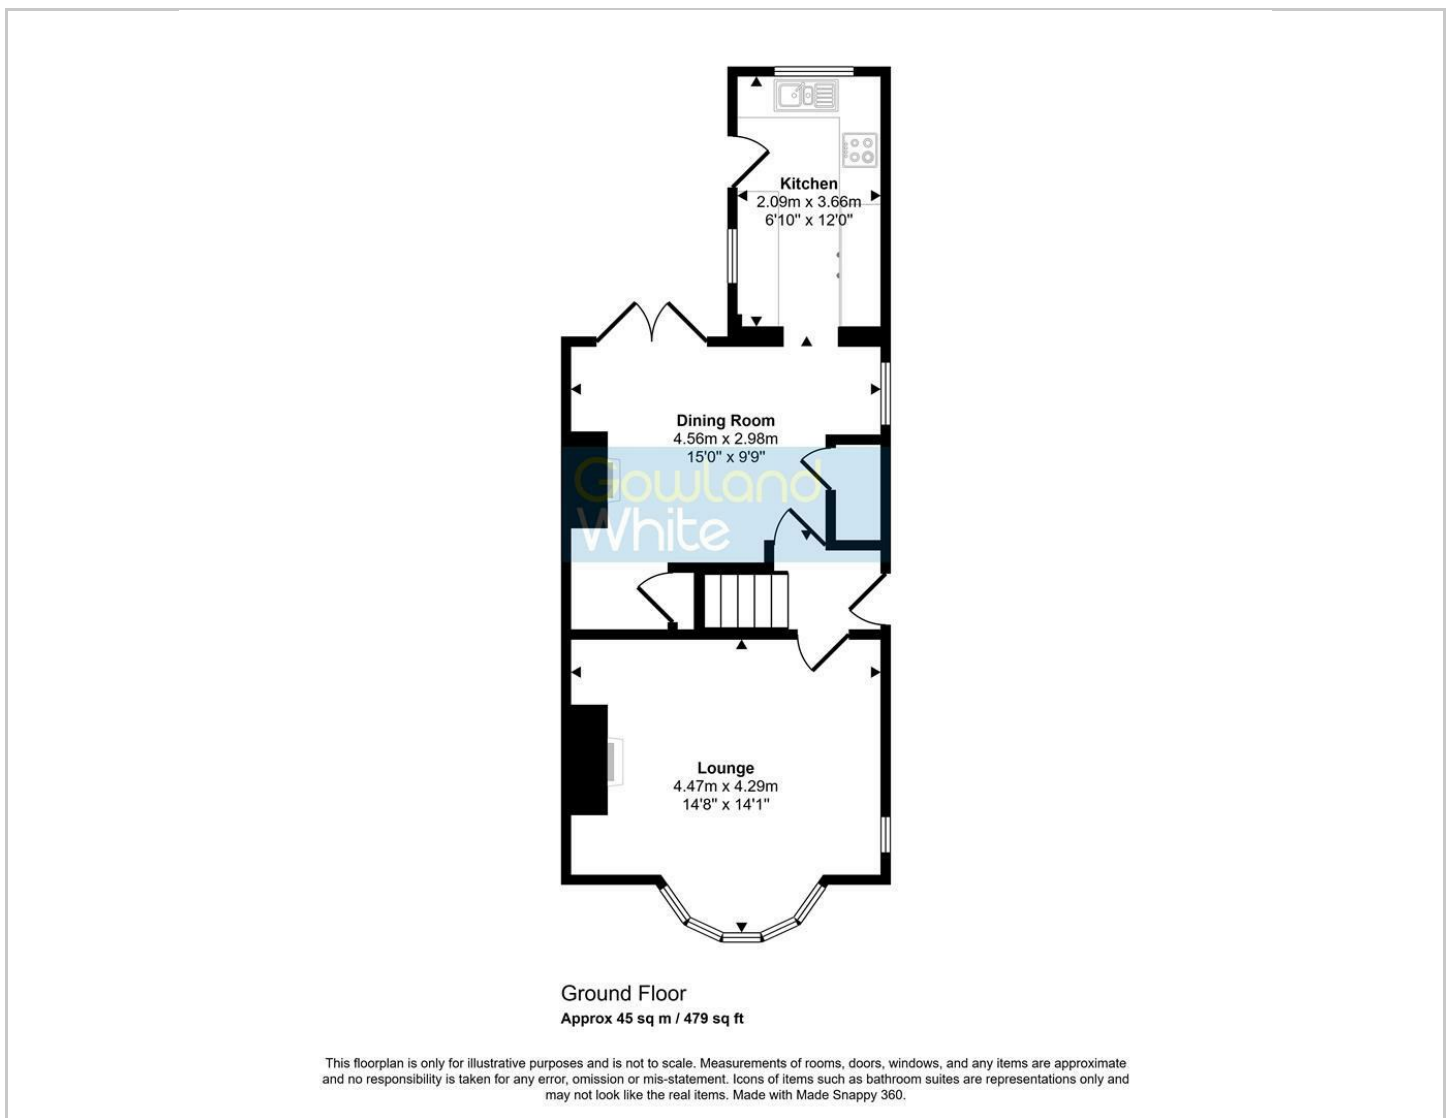 Kitchen
2.09m x 3.66m
6'10" x 12'0"
Dining Room
4.56m x 2.98m
15'0" x 9'9"
Gowland
White
Lounge
4.47m x 4.29m
14'8" x 14'1"
Ground Floor
Approx 45 sq m / 479 sq ft
This floorplan is only for illustrative purposes and is not to scale. Measurements of rooms, doors, windows, and any items are approximate
and no responsibility is taken for any error, omission or mis-statement. Icons of items such as bathroom suites are representations only and
may not look like the real items. Made with Made Snappy 360.